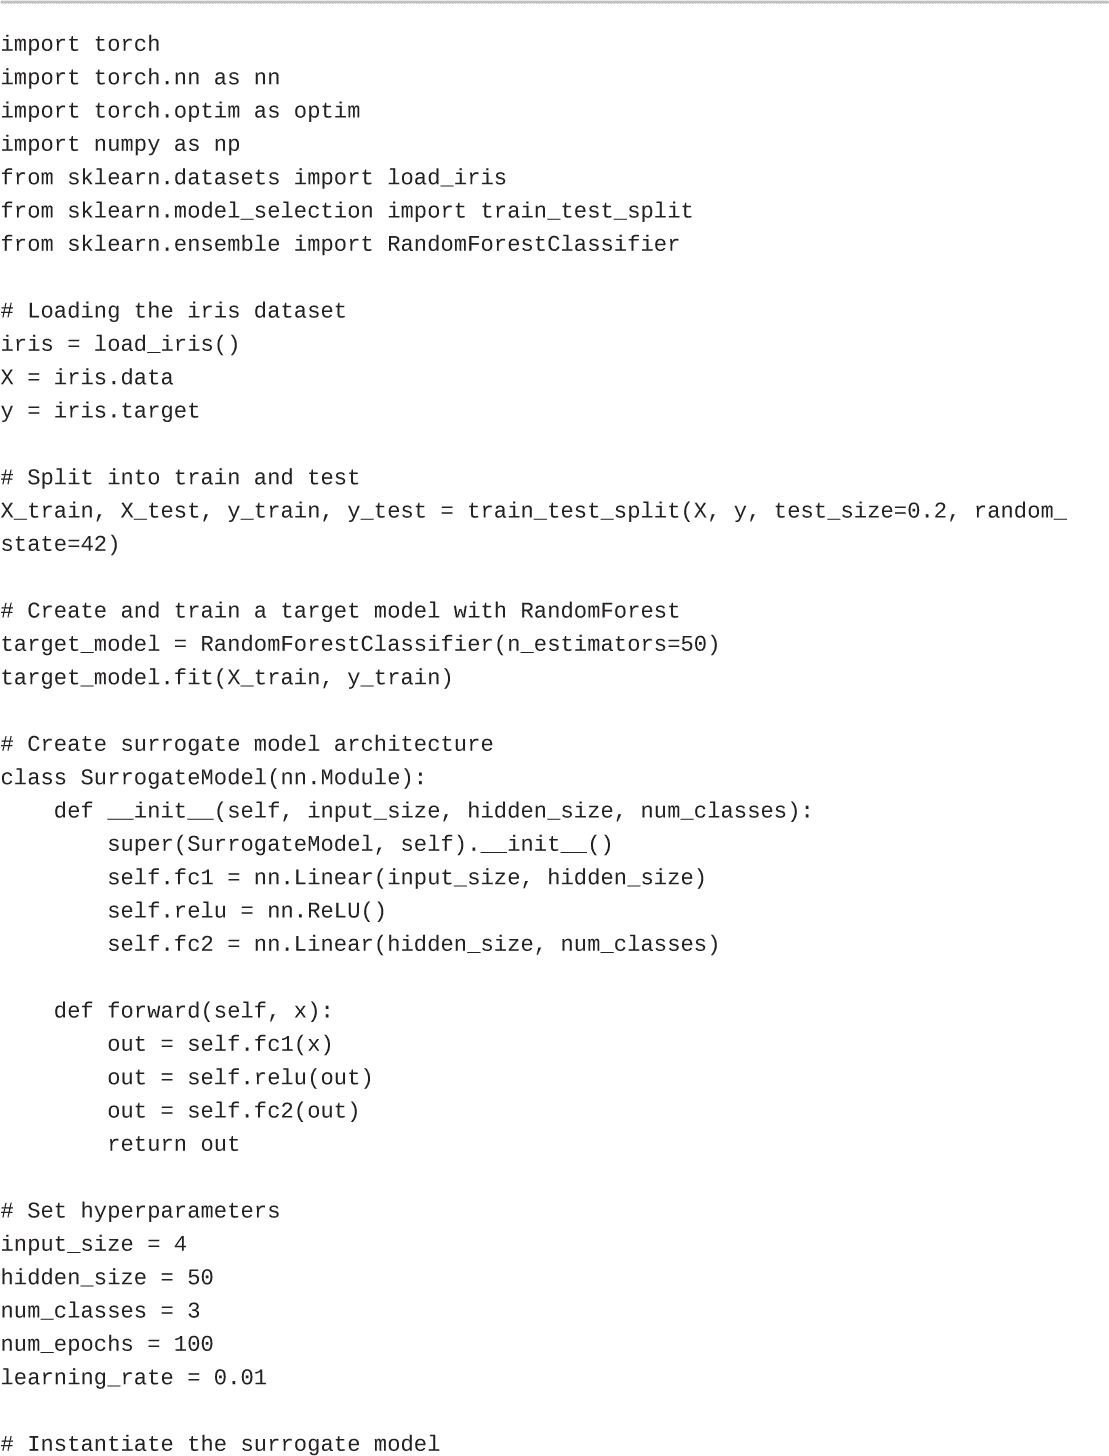 import torch
import torch.nn as nn
import torch.optim as optim
import numpy as np
from sklearn.datasets import load_iris
from sklearn.model_selection import train_test_split
from sklearn.ensemble import RandomForestClassifier

# Loading the iris dataset
iris = load_iris()
X = iris.data
y = iris.target

# Split into train and test
X_train, X_test, y_train, y_test = train_test_split(X, y, test_size=0.2, random_
state=42)

# Create and train a target model with RandomForest
target_model = RandomForestClassifier(n_estimators=50)
target_model.fit(X_train, y_train)

# Create surrogate model architecture
class SurrogateModel(nn.Module):
    def __init__(self, input_size, hidden_size, num_classes):
        super(SurrogateModel, self).__init__()
        self.fc1 = nn.Linear(input_size, hidden_size)
        self.relu = nn.ReLU()
        self.fc2 = nn.Linear(hidden_size, num_classes)

    def forward(self, x):
        out = self.fc1(x)
        out = self.relu(out)
        out = self.fc2(out)
        return out

# Set hyperparameters
input_size = 4
hidden_size = 50
num_classes = 3
num_epochs = 100
learning_rate = 0.01

# Instantiate the surrogate model